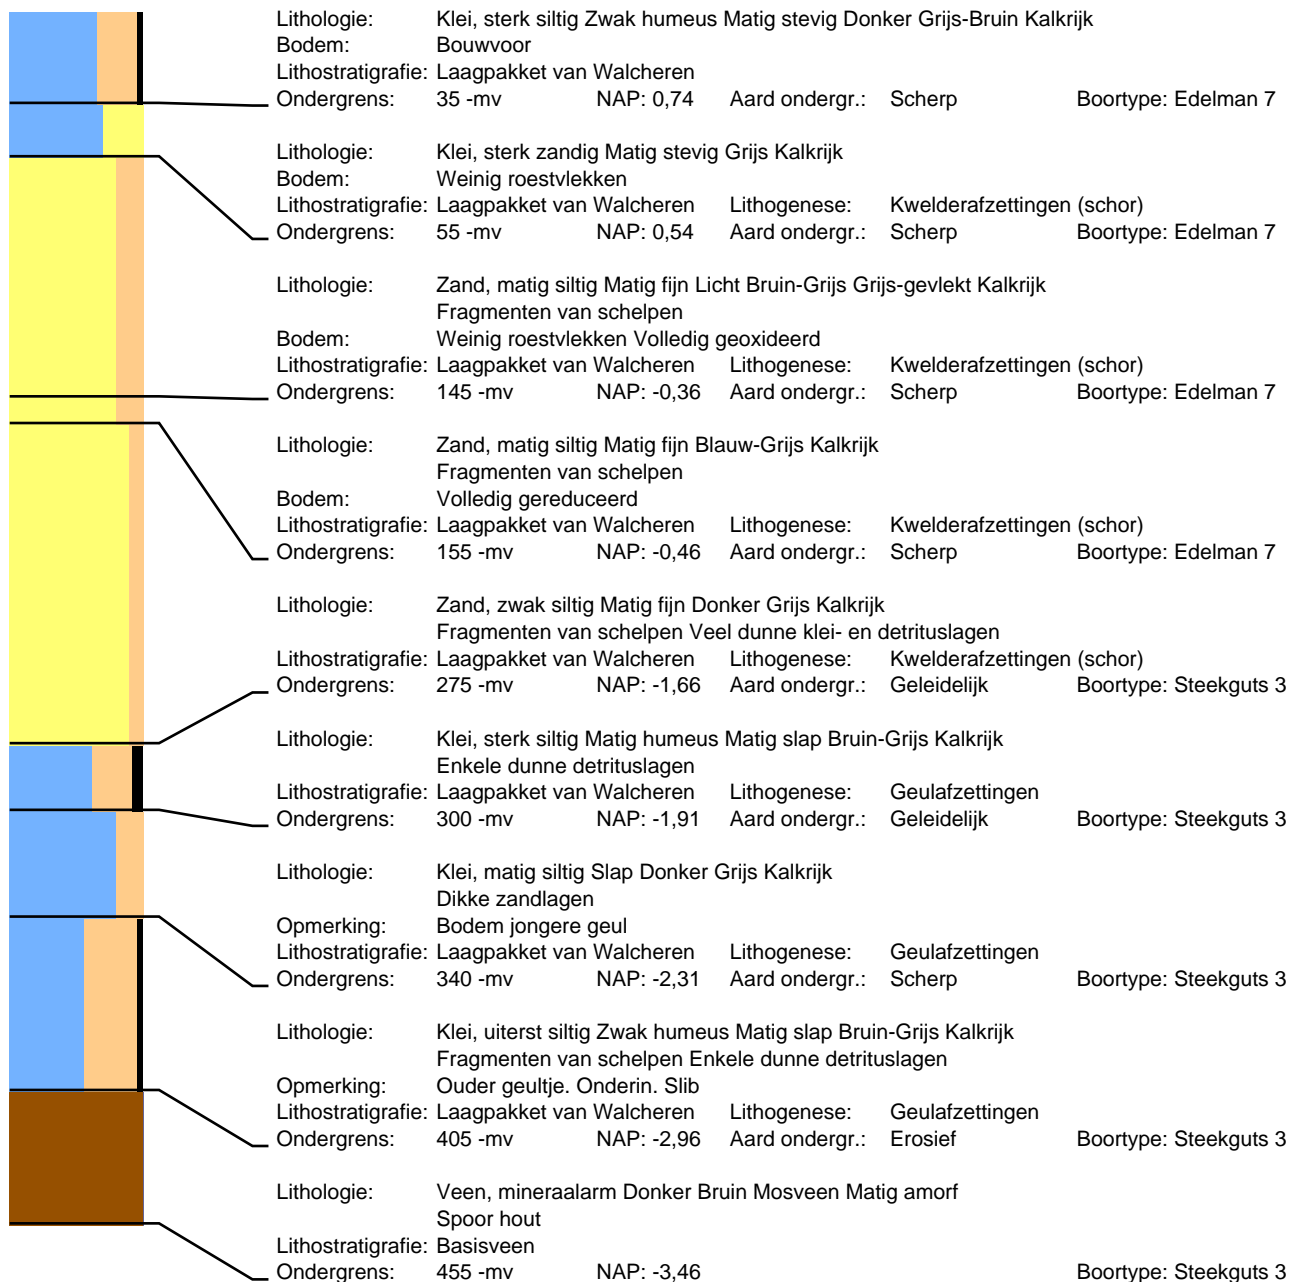 Lithologie: Klei, sterk siltig Zwak humeus Matig stevig Donker Grijs-Bruin Kalkrijk
Bodem: Bouwvoor
Lithostratigrafie: Laagpakket van Walcheren
Ondergrens: 35 -mv NAP: 0,74 Aard ondergr.: Scherp Boortype: Edelman 7
Lithologie: Klei, sterk zandig Matig stevig Grijs Kalkrijk
Bodem: Weinig roestvlekken
Lithostratigrafie: Laagpakket van Walcheren Lithogenese: Kwelderafzettingen (schor)
Ondergrens: 55 -mv NAP: 0,54 Aard ondergr.: Scherp Boortype: Edelman 7
Lithologie: Zand, matig siltig Matig fijn Licht Bruin-Grijs Grijs-gevlekt Kalkrijk
Fragmenten van schelpen
Bodem: Weinig roestvlekken Volledig geoxideerd
Lithostratigrafie: Laagpakket van Walcheren Lithogenese: Kwelderafzettingen (schor)
Ondergrens: 145 -mv NAP: -0,36 Aard ondergr.: Scherp Boortype: Edelman 7
Lithologie: Zand, matig siltig Matig fijn Blauw-Grijs Kalkrijk
Fragmenten van schelpen
Bodem: Volledig gereduceerd
Lithostratigrafie: Laagpakket van Walcheren Lithogenese: Kwelderafzettingen (schor)
Ondergrens: 155 -mv NAP: -0,46 Aard ondergr.: Scherp Boortype: Edelman 7
Lithologie: Zand, zwak siltig Matig fijn Donker Grijs Kalkrijk
Fragmenten van schelpen Veel dunne klei- en detrituslagen
Lithostratigrafie: Laagpakket van Walcheren Lithogenese: Kwelderafzettingen (schor)
Ondergrens: 275 -mv NAP: -1,66 Aard ondergr.: Geleidelijk Boortype: Steekguts 3
Lithologie: Klei, sterk siltig Matig humeus Matig slap Bruin-Grijs Kalkrijk
Enkele dunne detrituslagen
Lithostratigrafie: Laagpakket van Walcheren Lithogenese: Geulafzettingen
Ondergrens: 300 -mv NAP: -1,91 Aard ondergr.: Geleidelijk Boortype: Steekguts 3
Lithologie: Klei, matig siltig Slap Donker Grijs Kalkrijk
Dikke zandlagen
Opmerking: Bodem jongere geul
Lithostratigrafie: Laagpakket van Walcheren Lithogenese: Geulafzettingen
Ondergrens: 340 -mv NAP: -2,31 Aard ondergr.: Scherp Boortype: Steekguts 3
Lithologie: Klei, uiterst siltig Zwak humeus Matig slap Bruin-Grijs Kalkrijk
Fragmenten van schelpen Enkele dunne detrituslagen
Opmerking: Ouder geultje. Onderin. Slib
Lithostratigrafie: Laagpakket van Walcheren Lithogenese: Geulafzettingen
Ondergrens: 405 -mv NAP: -2,96 Aard ondergr.: Erosief Boortype: Steekguts 3
Lithologie: Veen, mineraalarm Donker Bruin Mosveen Matig amorf
Spoor hout
Lithostratigrafie: Basisveen
Ondergrens: 455 -mv NAP: -3,46 Boortype: Steekguts 3